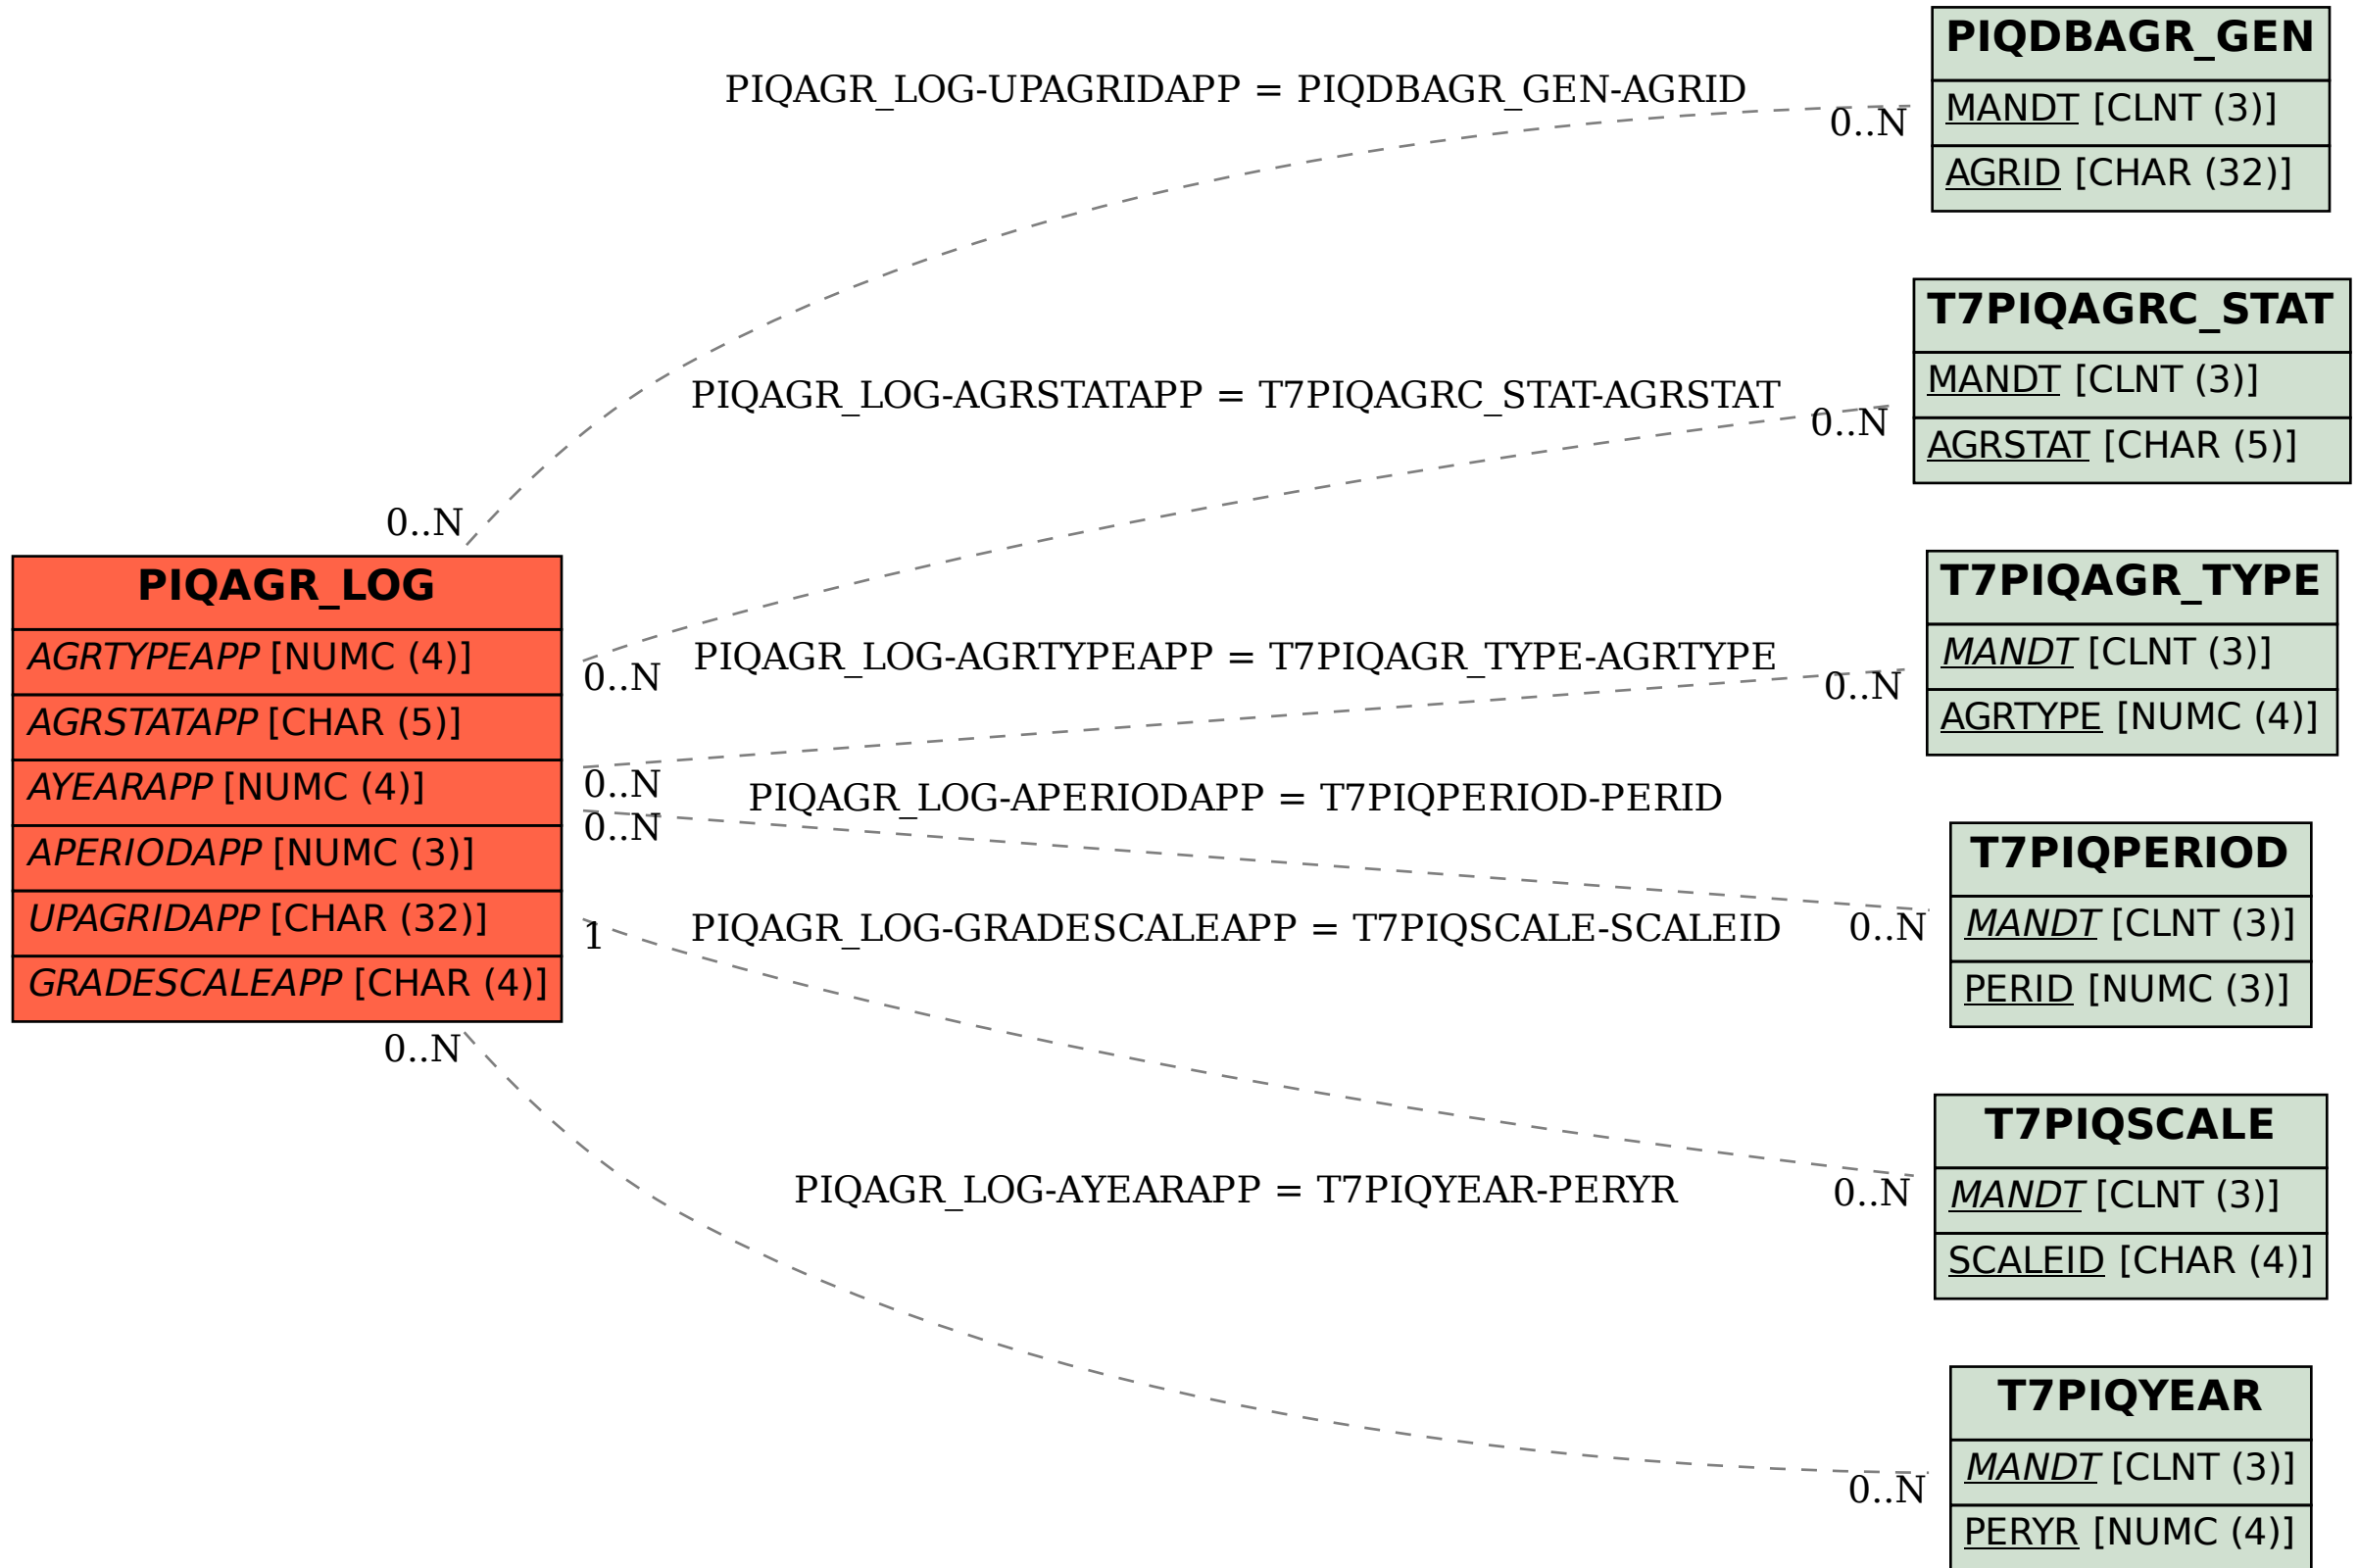 PIQDBAGR_GEN
MANDT [CLNT (3)]
AGRID [CHAR (32)]
PIQAGR_LOG-UPAGRIDAPP = PIQDBAGR_GEN-AGRID
0..N
0..N
T7PIQAGRC_STAT
MANDT [CLNT (3)]
AGRSTAT [CHAR (5)]
PIQAGR_LOG-AGRSTATAPP = T7PIQAGRC_STAT-AGRSTAT
0..N
0..N
PIQAGR_LOG
AGRTYPEAPP [NUMC (4)]
AGRSTATAPP [CHAR (5)]
AYEARAPP [NUMC (4)]
APERIODAPP [NUMC (3)]
UPAGRIDAPP [CHAR (32)]
GRADESCALEAPP [CHAR (4)]
T7PIQAGR_TYPE
MANDT [CLNT (3)]
AGRTYPE [NUMC (4)]
PIQAGR_LOG-AGRTYPEAPP = T7PIQAGR_TYPE-AGRTYPE
0..N
0..N
PIQAGR_LOG-APERIODAPP = T7PIQPERIOD-PERID
0..N
0..N
T7PIQPERIOD
MANDT [CLNT (3)]
PERID [NUMC (3)]
PIQAGR_LOG-GRADESCALEAPP = T7PIQSCALE-SCALEID
1
0..N
T7PIQSCALE
MANDT [CLNT (3)]
SCALEID [CHAR (4)]
PIQAGR_LOG-AYEARAPP = T7PIQYEAR-PERYR
0..N
0..N
T7PIQYEAR
MANDT [CLNT (3)]
PERYR [NUMC (4)]